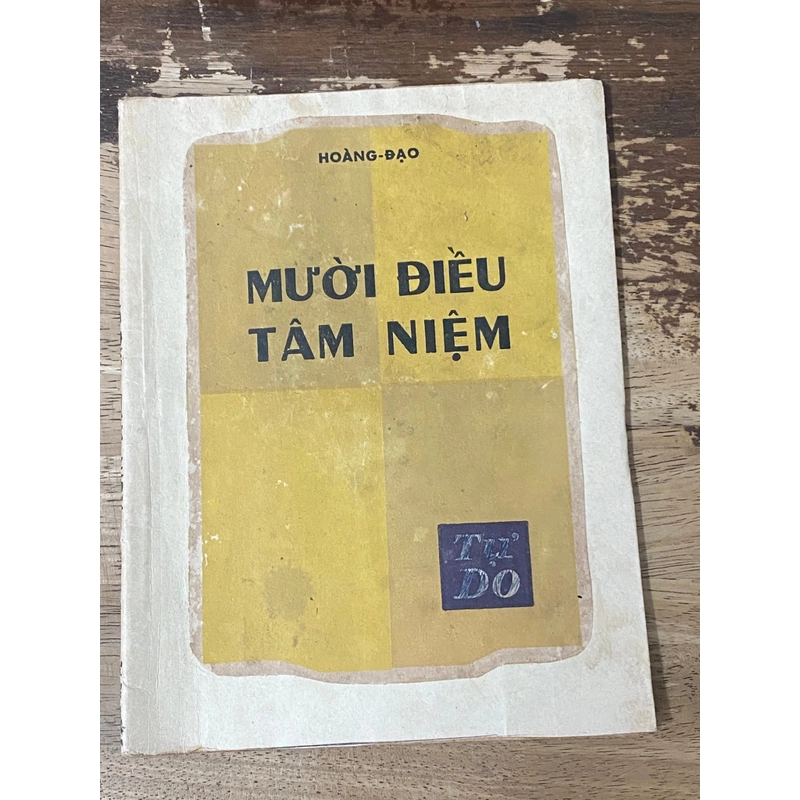 HOÀNG-ĐẠO
MƯỜI ĐIỀU
TÂM NIỆM
TỰ
DO